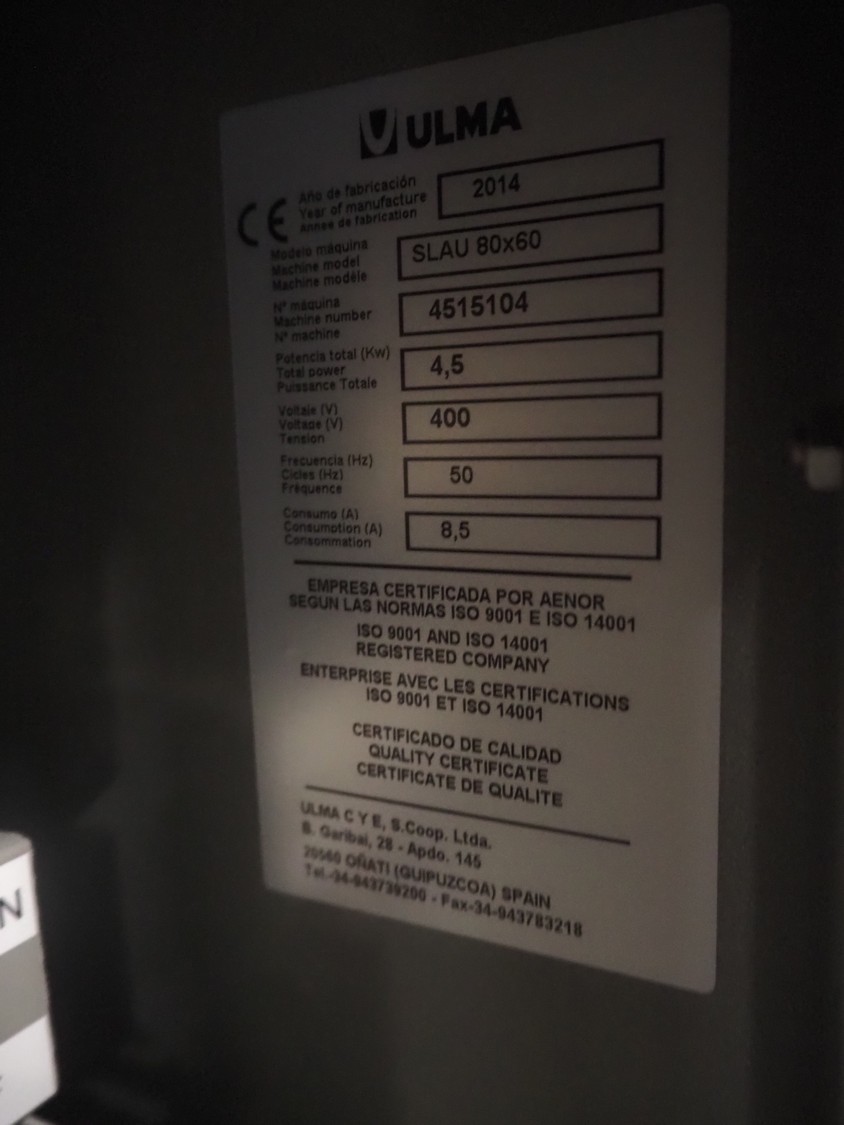 ULMA
CE
Año de fabricación
Year of manufacture
Annee de fabrication
2014
Modelo máquina
Machine model
Machine modéle
SLAU 80x60
Nº máquina
Machine number
Nº machine
4515104
Potencia total (Kw)
Total power
Puissance Totale
4,5
Voltaje (V)
Voltage (V)
Tension
400
Frecuencia (Hz)
Cicles (Hz)
Fréquence
50
Consumo (A)
Consumption (A)
Consommation
8,5
EMPRESA CERTIFICADA POR AENOR
SEGUN LAS NORMAS ISO 9001 E ISO 14001
ISO 9001 AND ISO 14001
REGISTERED COMPANY
ENTERPRISE AVEC LES CERTIFICATIONS
ISO 9001 ET ISO 14001
CERTIFICADO DE CALIDAD
QUALITY CERTIFICATE
CERTIFICATE DE QUALITE
ULMA C Y E, S.Coop. Ltda.
B. Garibai, 28 - Apdo. 145
20560 OÑATI (GUIPUZCOA) SPAIN
Tel.-34-943739200 - Fax-34-943783218
N